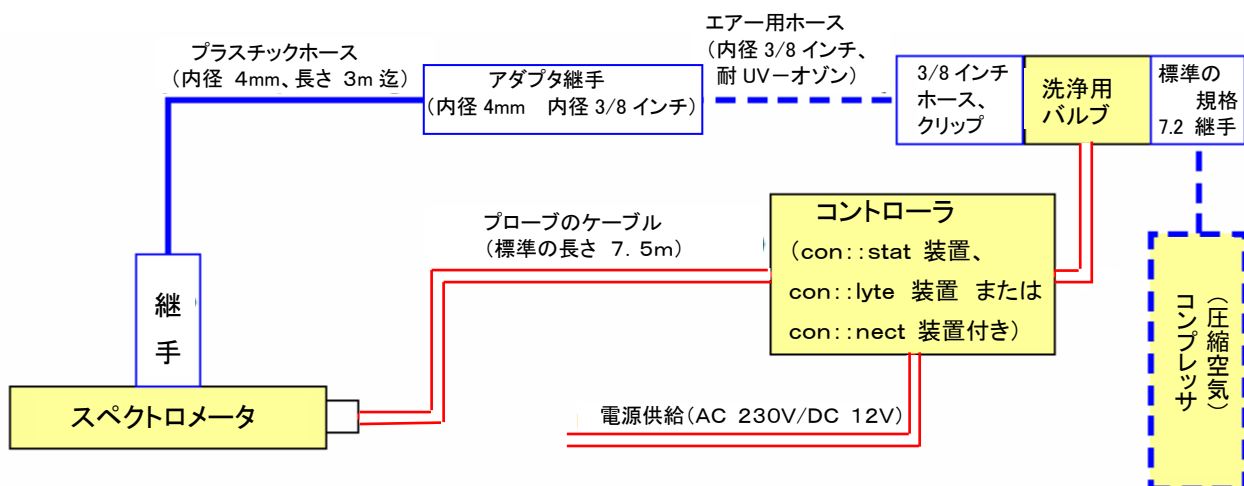 プラスチックホース
（内径 4mm、長さ 3m 迄）
アダプタ継手
（内径 4mm 内径 3/8 インチ）
エアー用ホース
（内径 3/8 インチ、
耐 UV－オゾン）
3/8 インチ
ホース、
クリップ
洗浄用
バルブ
標準の
規格
7.2 継手
プローブのケーブル
（標準の長さ 7．5m）
コントローラ
（con::stat 装置、
con::lyte 装置 または
con::nect 装置付き）
継
手
スペクトロメータ
電源供給（AC 230V/DC 12V）
（圧縮空気）
コンプレッサ